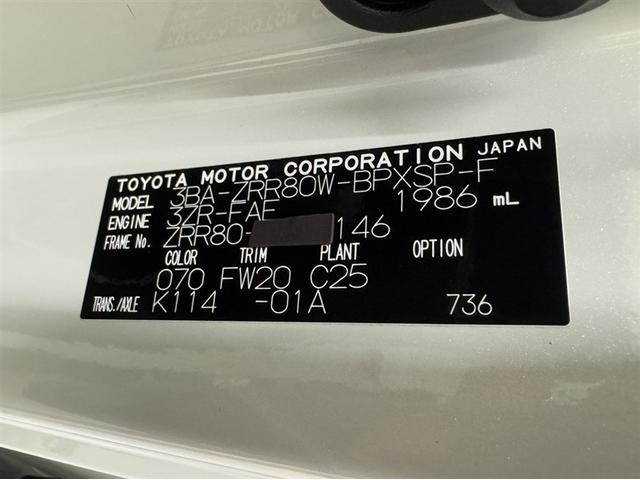 TOYOTA MOTOR CORPORATION JAPAN
MODEL 3BA-ZRR80W-BPXSP-F
ENGINE 3ZR-FAE 1986 mL
FRAME No. ZRR80- 146
COLOR TRIM PLANT OPTION
070 FW20 C25
TRANS./AXLE K114 -01A 736